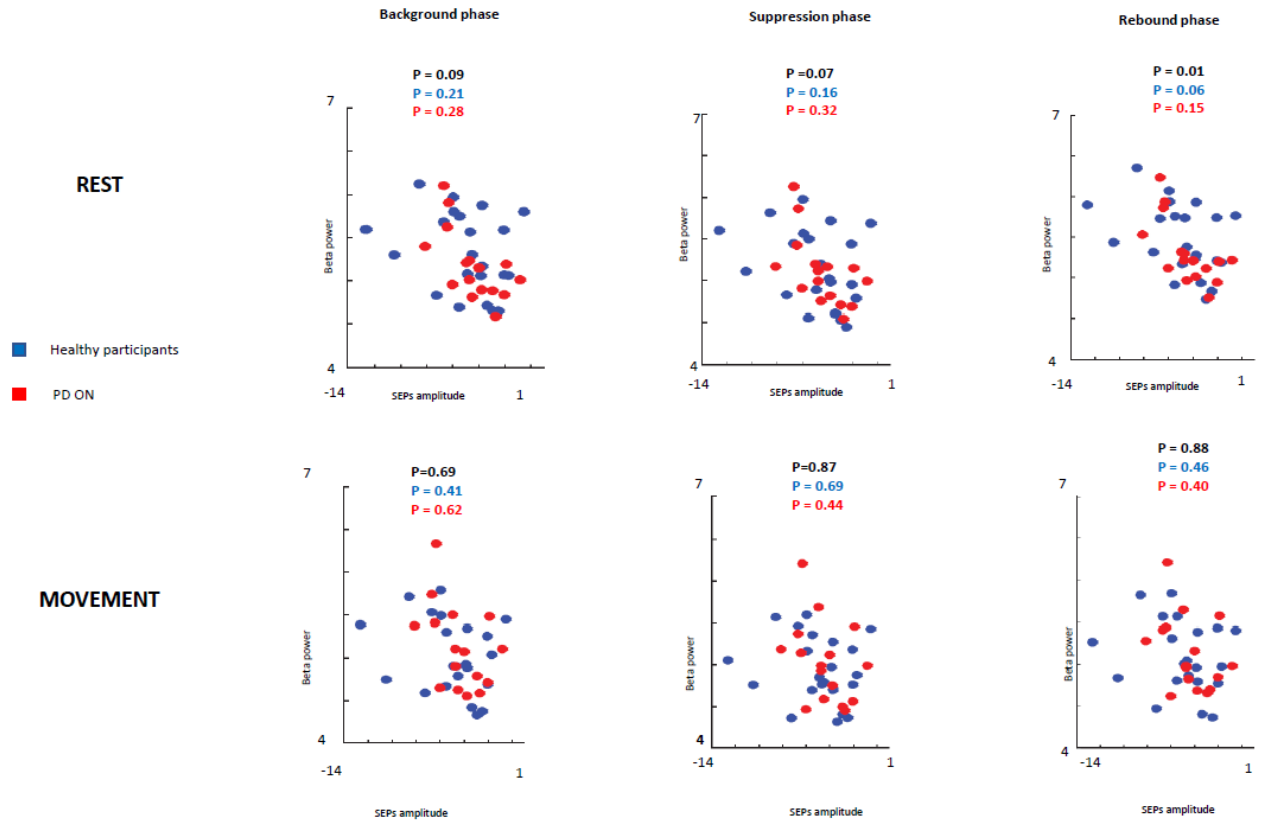 Background phase
Suppression phase
Rebound phase
P = 0.09
P = 0.21
P = 0.28
P =0.07
P = 0.16
P = 0.32
P = 0.01
P = 0.06
P = 0.15
REST
7
Beta power
4
-14
SEPs amplitude
1
7
Beta power
4
-14
SEPs amplitude
1
7
Beta power
4
-14
SEPs amplitude
1
Healthy participants
PD ON
P=0.69
P = 0.41
P = 0.62
P=0.87
P = 0.69
P = 0.44
P = 0.88
P = 0.46
P = 0.40
MOVEMENT
7
Beta power
4
-14
1
SEPs amplitude
7
Beta power
4
-14
1
SEPs amplitude
7
Beta power
4
-14
1
SEPs amplitude